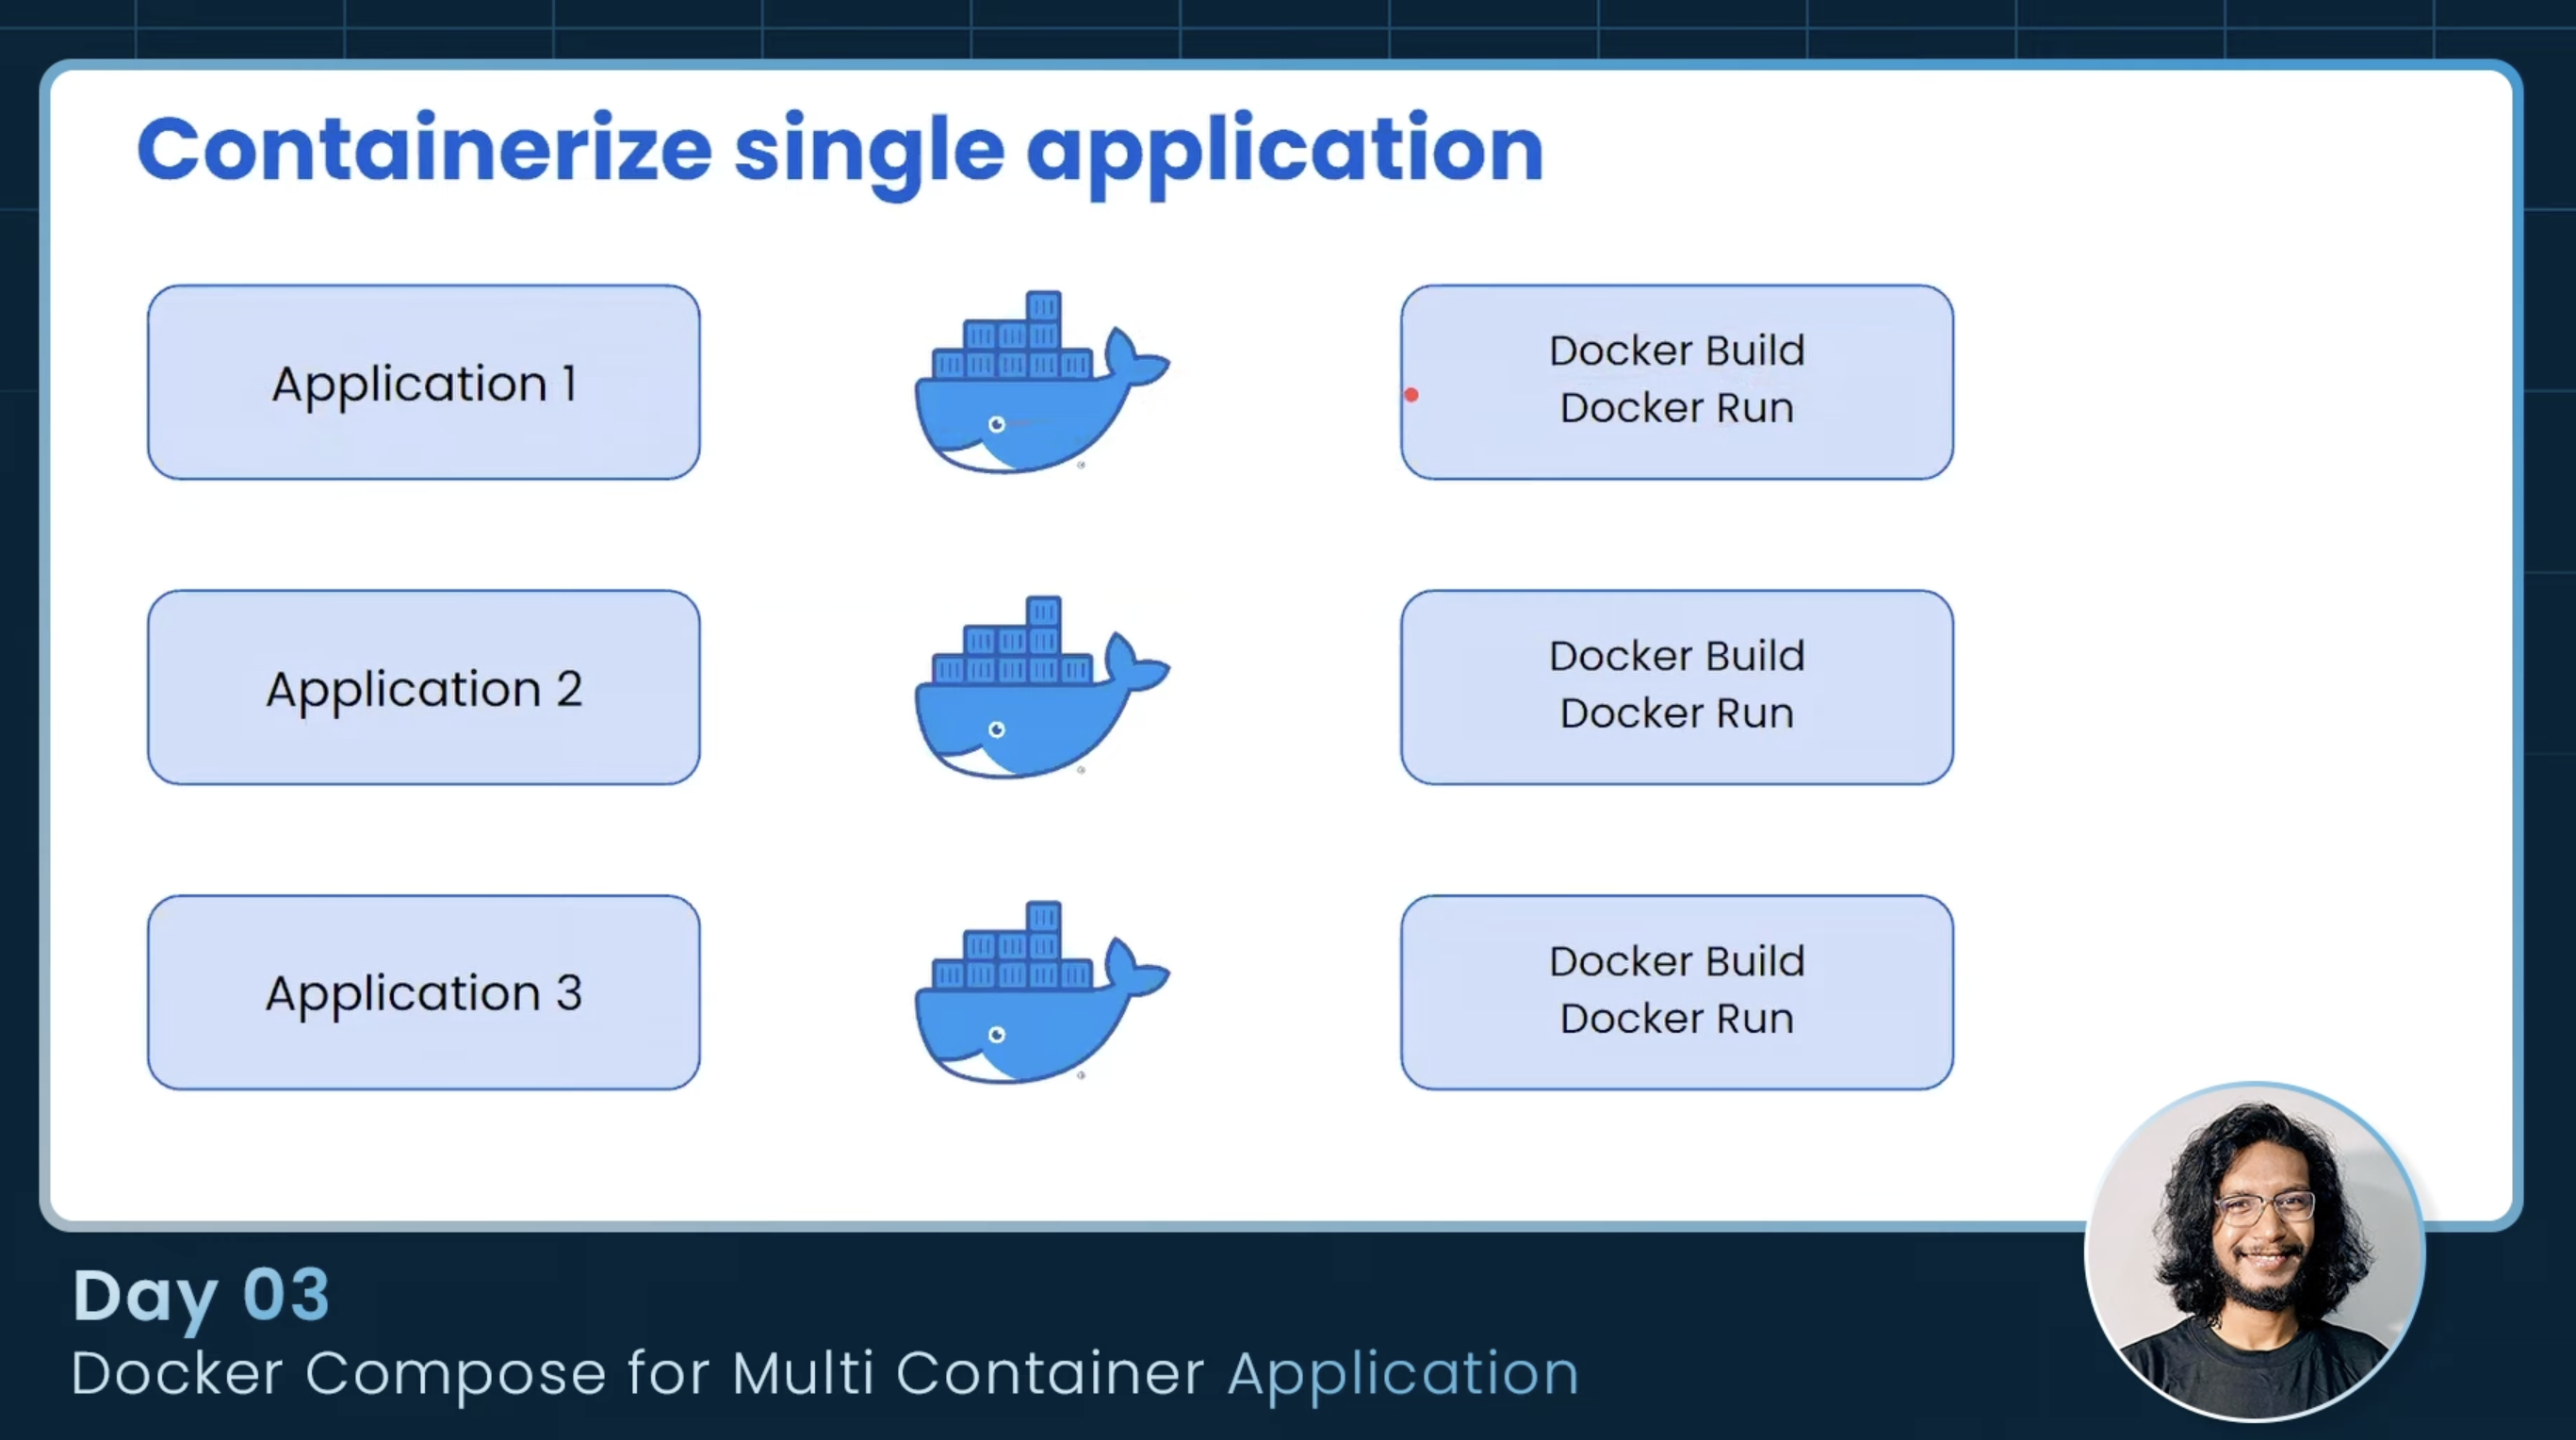 Containerize single application
Application 1
Docker Build
Docker Run
Application 2
Docker Build
Docker Run
Application 3
Docker Build
Docker Run
Day 03
Docker Compose for Multi Container Application